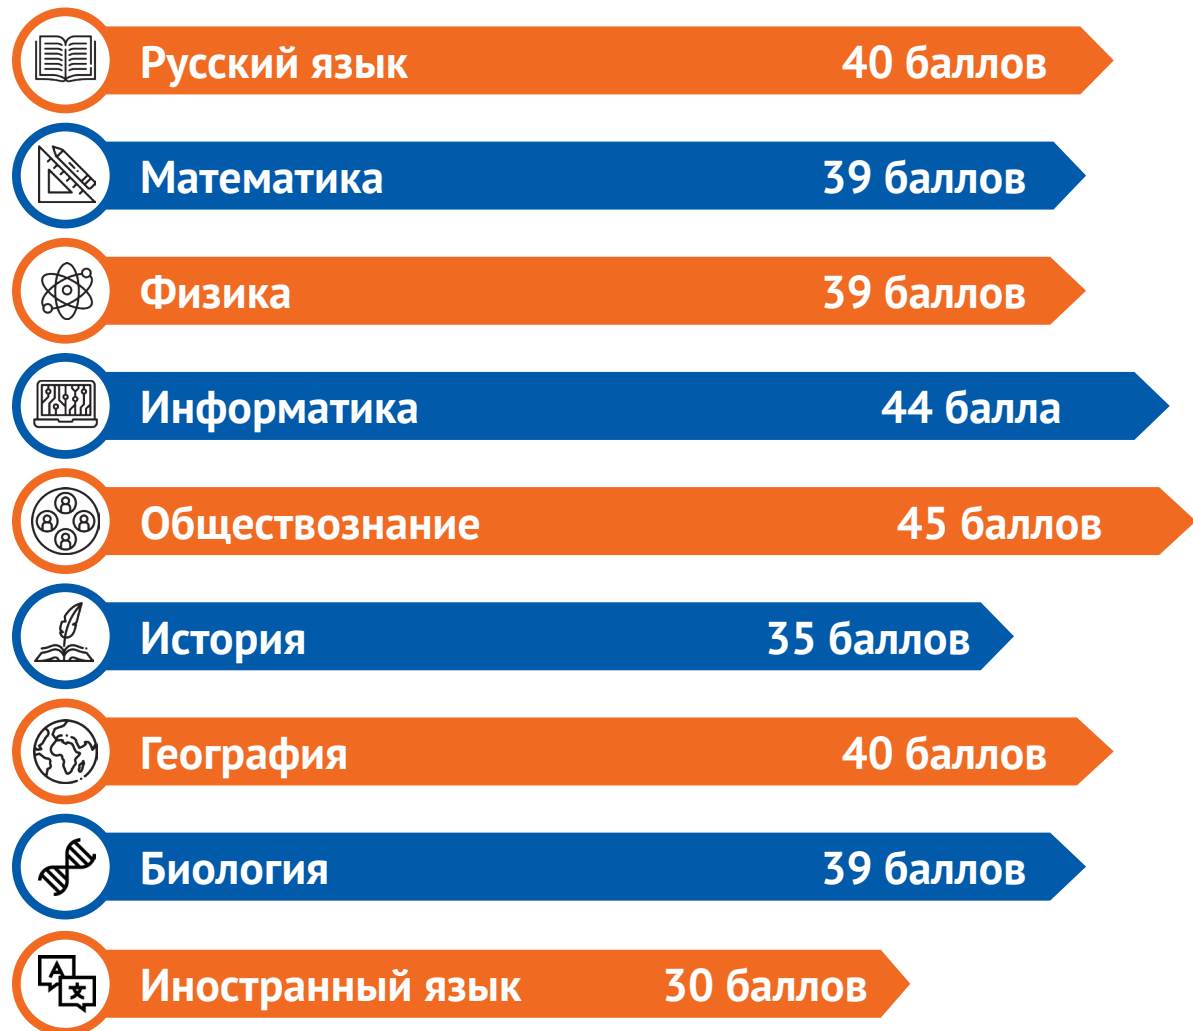 Русский язык 40 баллов
Математика 39 баллов
Физика 39 баллов
Информатика 44 балла
Обществознание 45 баллов
История 35 баллов
География 40 баллов
Биология 39 баллов
A 文
Иностранный язык 30 баллов